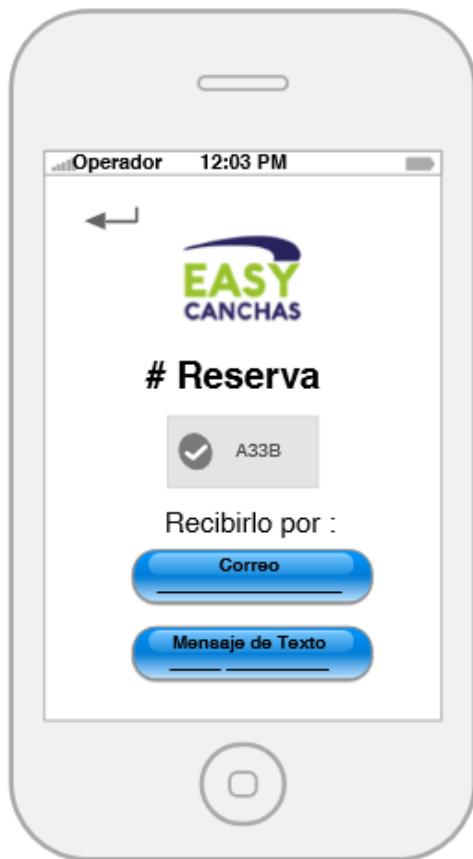 Operador 12:03 PM
EASY
CANCHAS
# Reserva
A33B
Recibirlo por :
Correo
Mensaje de Texto